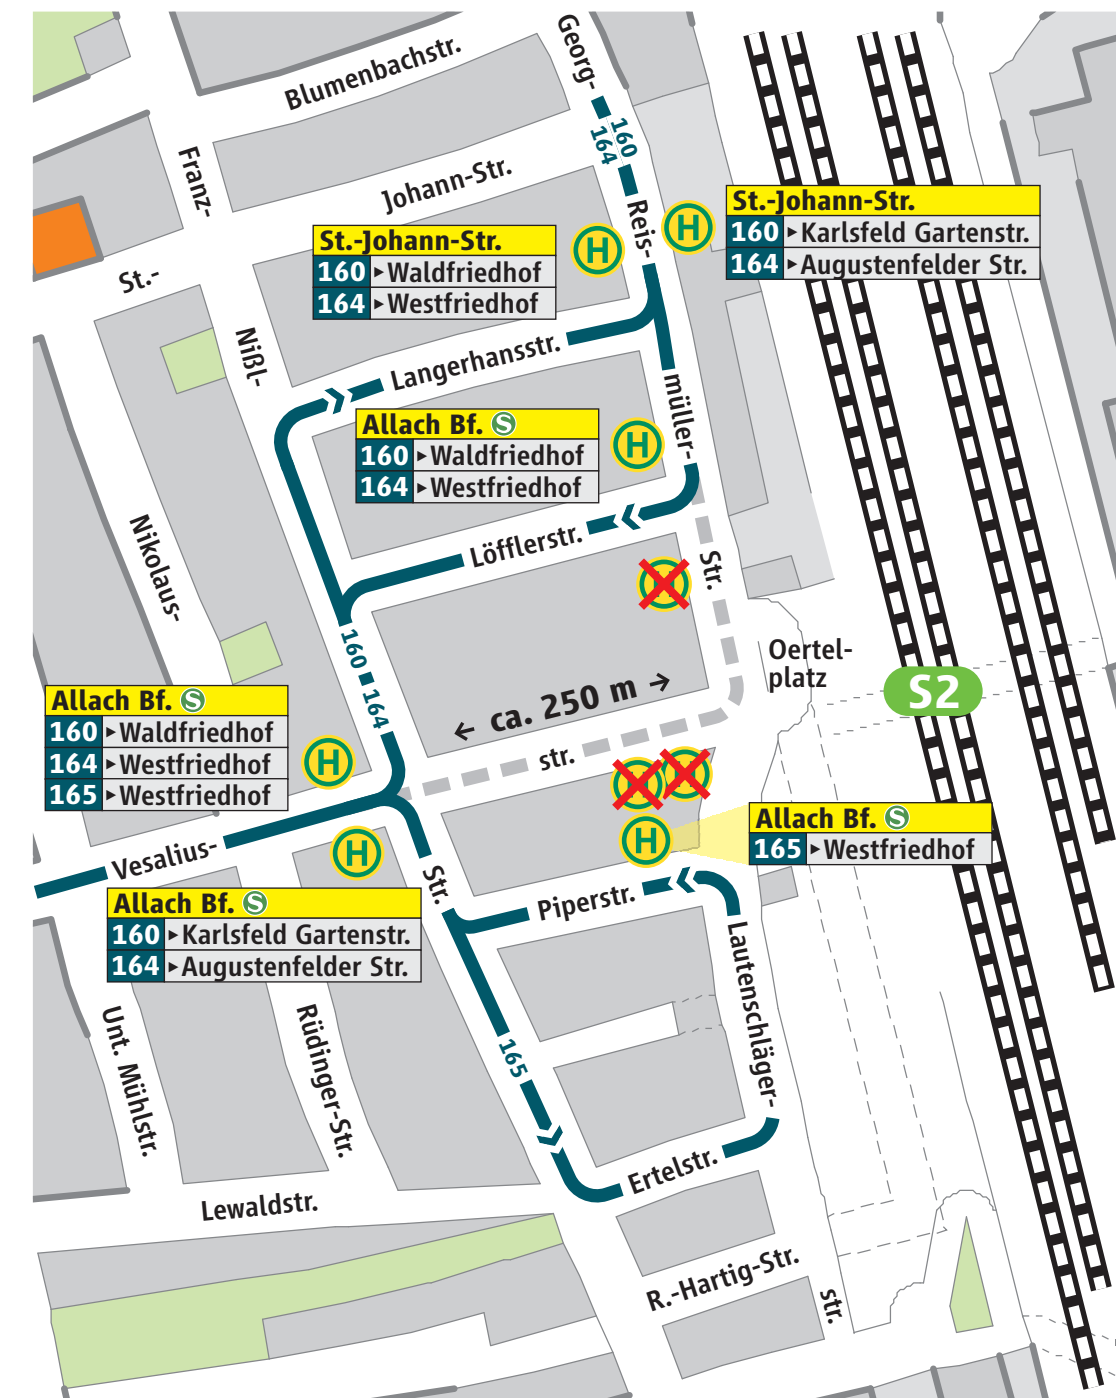 Georg-
Blumenbachstr.
160
164
Franz-
Johann-Str.
Reis-
H
H
St.-Johann-Str.
160 ▸ Karlsfeld Gartenstr.
164 ▸ Augustenfelder Str.
St.-Johann-Str.
160 ▸ Waldfriedhof
164 ▸ Westfriedhof
St.-
Nißl-
Langerhansstr.
müller-
Allach Bf. S
160 ▸ Waldfriedhof
164 ▸ Westfriedhof
H
Nikolaus-
Löfflerstr.
Str.
160
164
Oertel-
platz
S2
← ca. 250 m →
str.
Allach Bf. S
160 ▸ Waldfriedhof
164 ▸ Westfriedhof
165 ▸ Westfriedhof
H
Allach Bf. S
165 ▸ Westfriedhof
H
Vesalius-
H
Str.
Allach Bf. S
160 ▸ Karlsfeld Gartenstr.
164 ▸ Augustenfelder Str.
Piperstr.
Lautenschläger-
Unt. Mühlstr.
Rüdinger-Str.
165
Ertelstr.
Lewaldstr.
R.-Hartig-Str.
str.